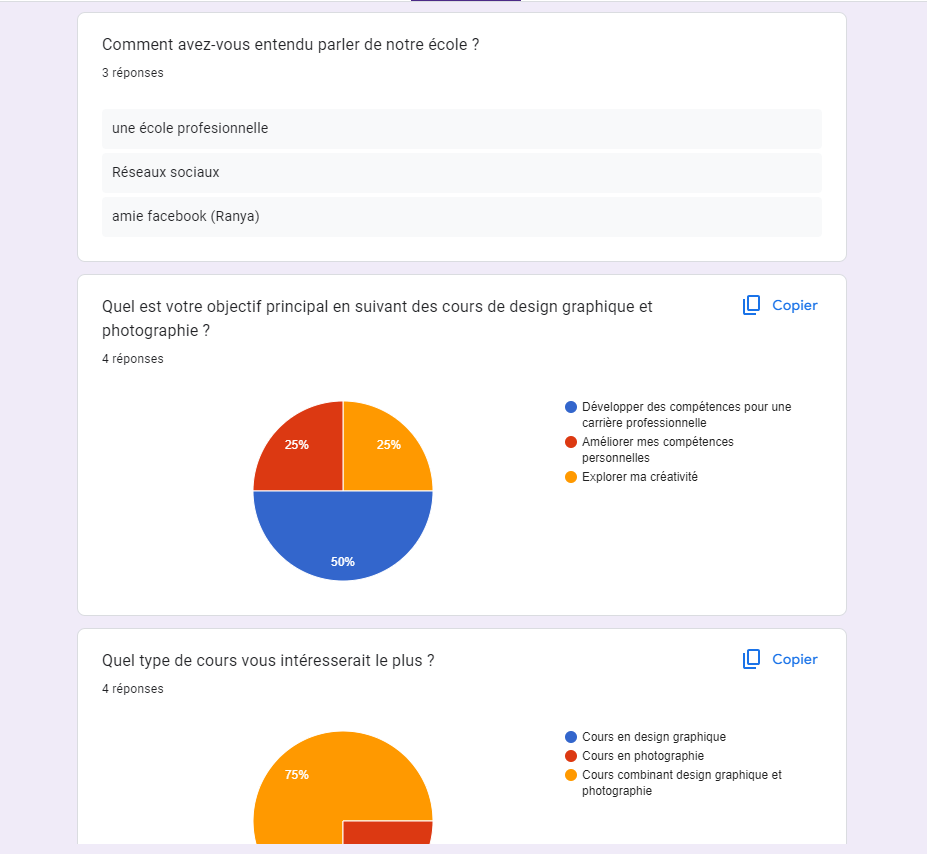 Comment avez-vous entendu parler de notre école ?
3 réponses
une école profesionnelle
Réseaux sociaux
amie facebook (Ranya)
Quel est votre objectif principal en suivant des cours de design graphique et
photographie ?
Copier
4 réponses
25%
25%
50%
Développer des compétences pour une
carrière professionnelle
Améliorer mes compétences
personnelles
Explorer ma créativité
Quel type de cours vous intéresserait le plus ?
Copier
4 réponses
75%
Cours en design graphique
Cours en photographie
Cours combinant design graphique et
photographie